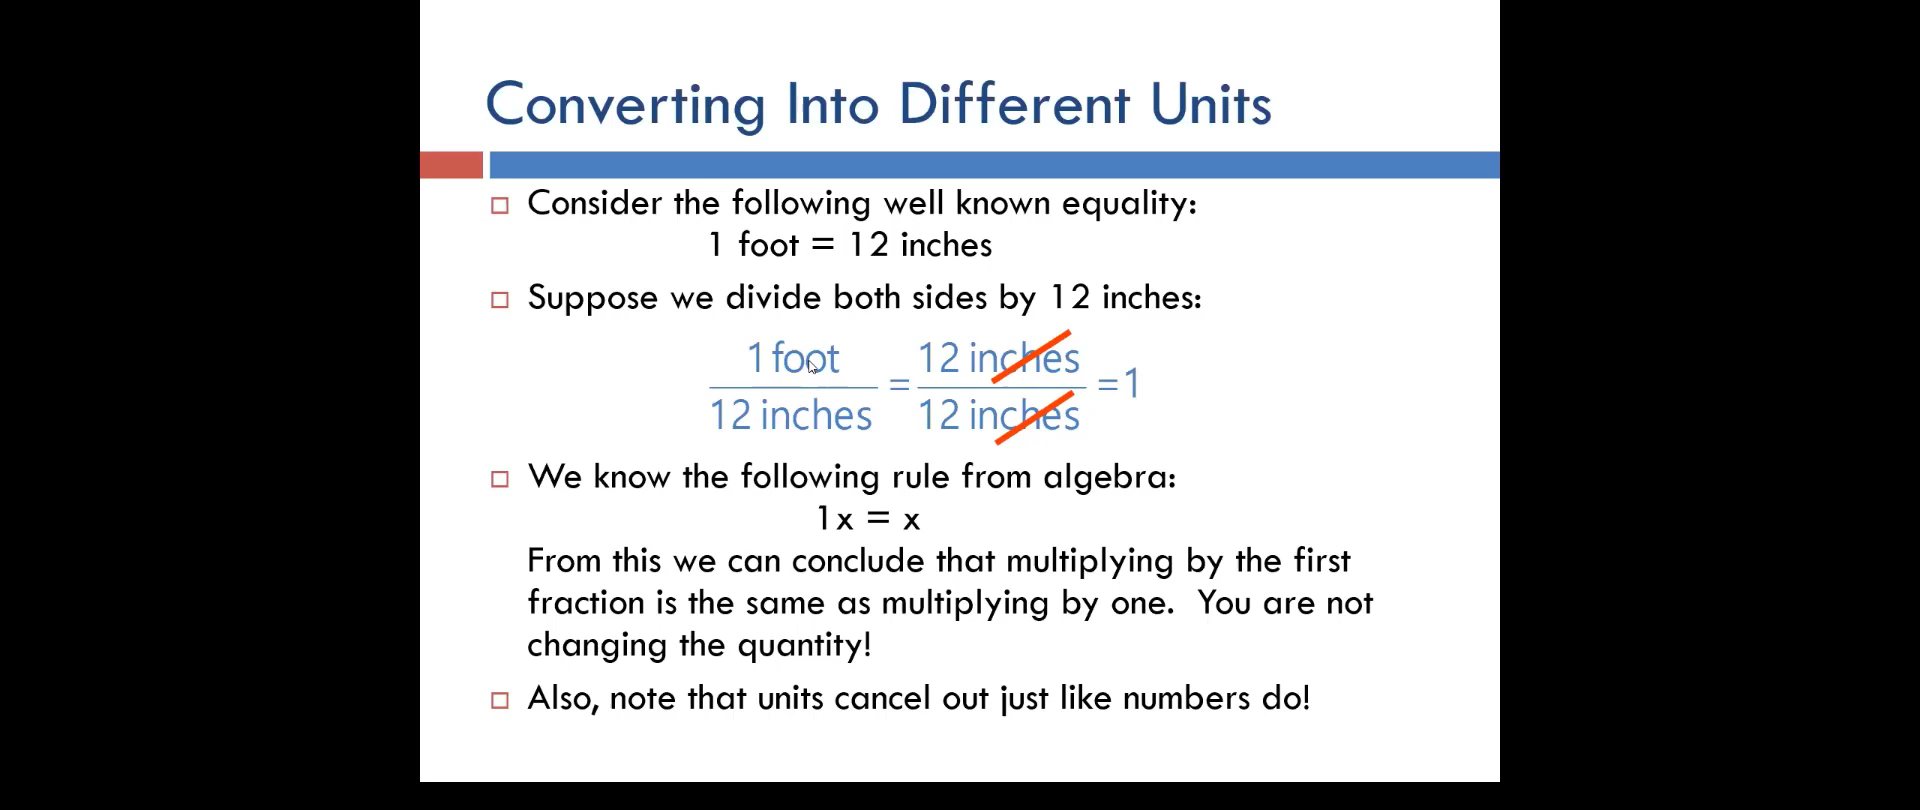 Converting Into Different Units
Consider the following well known equality:
1 foot = 12 inches
Suppose we divide both sides by 12 inches:
1 foot / 12 inches = 12 inches / 12 inches = 1
We know the following rule from algebra:
1x = x
From this we can conclude that multiplying by the first
fraction is the same as multiplying by one. You are not
changing the quantity!
Also, note that units cancel out just like numbers do!